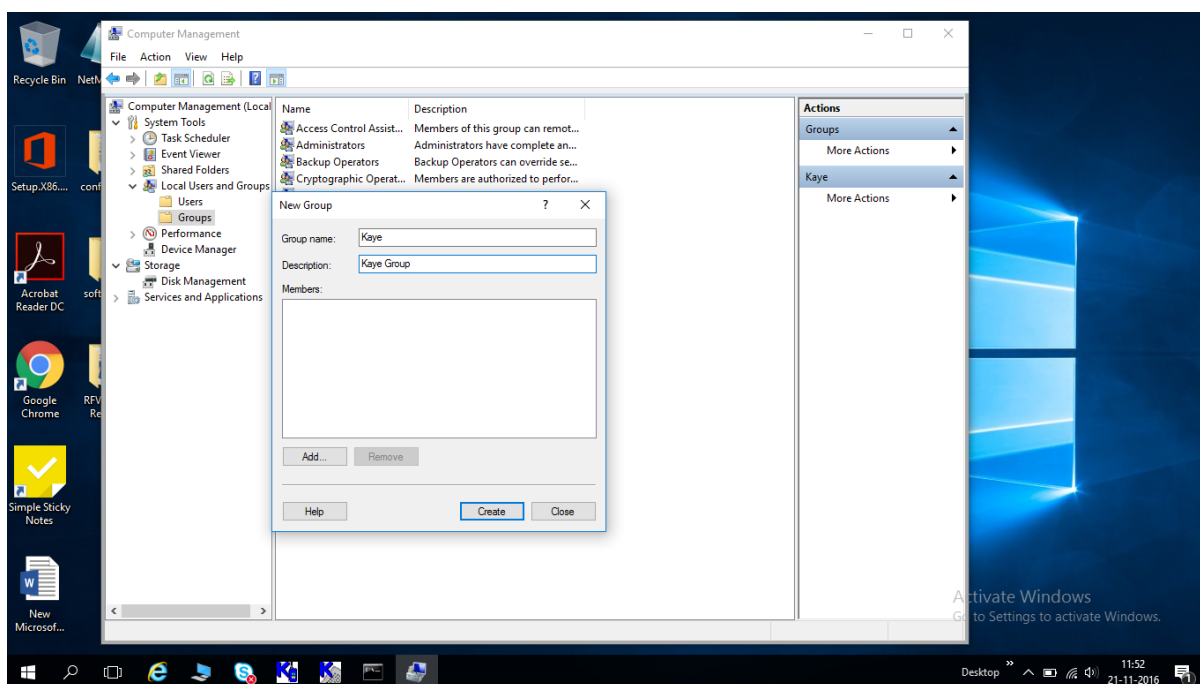 Computer Management
File Action View Help
Recycle Bin
NetM
Setup.X86....
conf
Acrobat
Reader DC
soft
Google
Chrome
RFV
Re
Simple Sticky
Notes
New
Microsof...
Computer Management (Local
System Tools
Task Scheduler
Event Viewer
Shared Folders
Local Users and Groups
Users
Groups
Performance
Device Manager
Storage
Disk Management
Services and Applications
Name Description
Access Control Assist... Members of this group can remot...
Administrators Administrators have complete an...
Backup Operators Backup Operators can override se...
Cryptographic Operat... Members are authorized to perfor...
New Group ?
Group name: Kaye
Description: Kaye Group
Members:
Add... Remove
Help Create Close
Actions
Groups
More Actions
Kaye
More Actions
Activate Windows
Go to Settings to activate Windows.
Desktop
11:52
21-11-2016